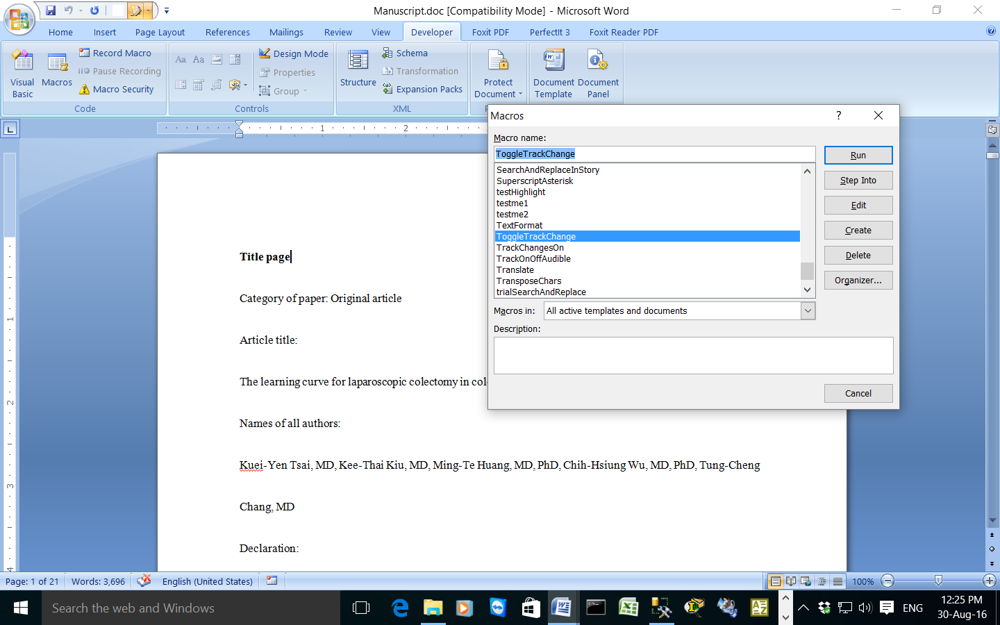 Manuscript.doc [Compatibility Mode] - Microsoft Word
Home Insert Page Layout References Mailings Review View Developer Foxit PDF PerfectIt 3 Foxit Reader PDF
Visual Basic
Macros
Record Macro
Pause Recording
Macro Security
Code
Aa Aa
Design Mode
Properties
Group
Controls
Structure
Schema
Transformation
Expansion Packs
XML
Protect Document
Document Template
Document Panel
L
1 2
Macros
?
Macro name:
ToggleTrackChange
SearchAndReplaceInStory
SuperscriptAsterisk
testHighlight
testme1
testme2
TextFormat
ToggleTrackChange
TrackChangesOn
TrackOnOffAudible
Translate
TransposeChars
trialSearchAndReplace
Run
Step Into
Edit
Create
Delete
Organizer...
Macros in: All active templates and documents
Description:
Cancel
Title page
Category of paper: Original article
Article title:
The learning curve for laparoscopic colectomy in
Names of all authors:
Kuei-Yen Tsai, MD, Kee-Thai Kiu, MD, Ming-Te Huang, MD, PhD, Chih-Hsiung Wu, MD, PhD, Tung-Cheng
Chang, MD
Declaration:
1
2
3
4
Page: 1 of 21 Words: 3,696 English (United States) 100%
Search the web and Windows
ENG
12:25 PM
30-Aug-16